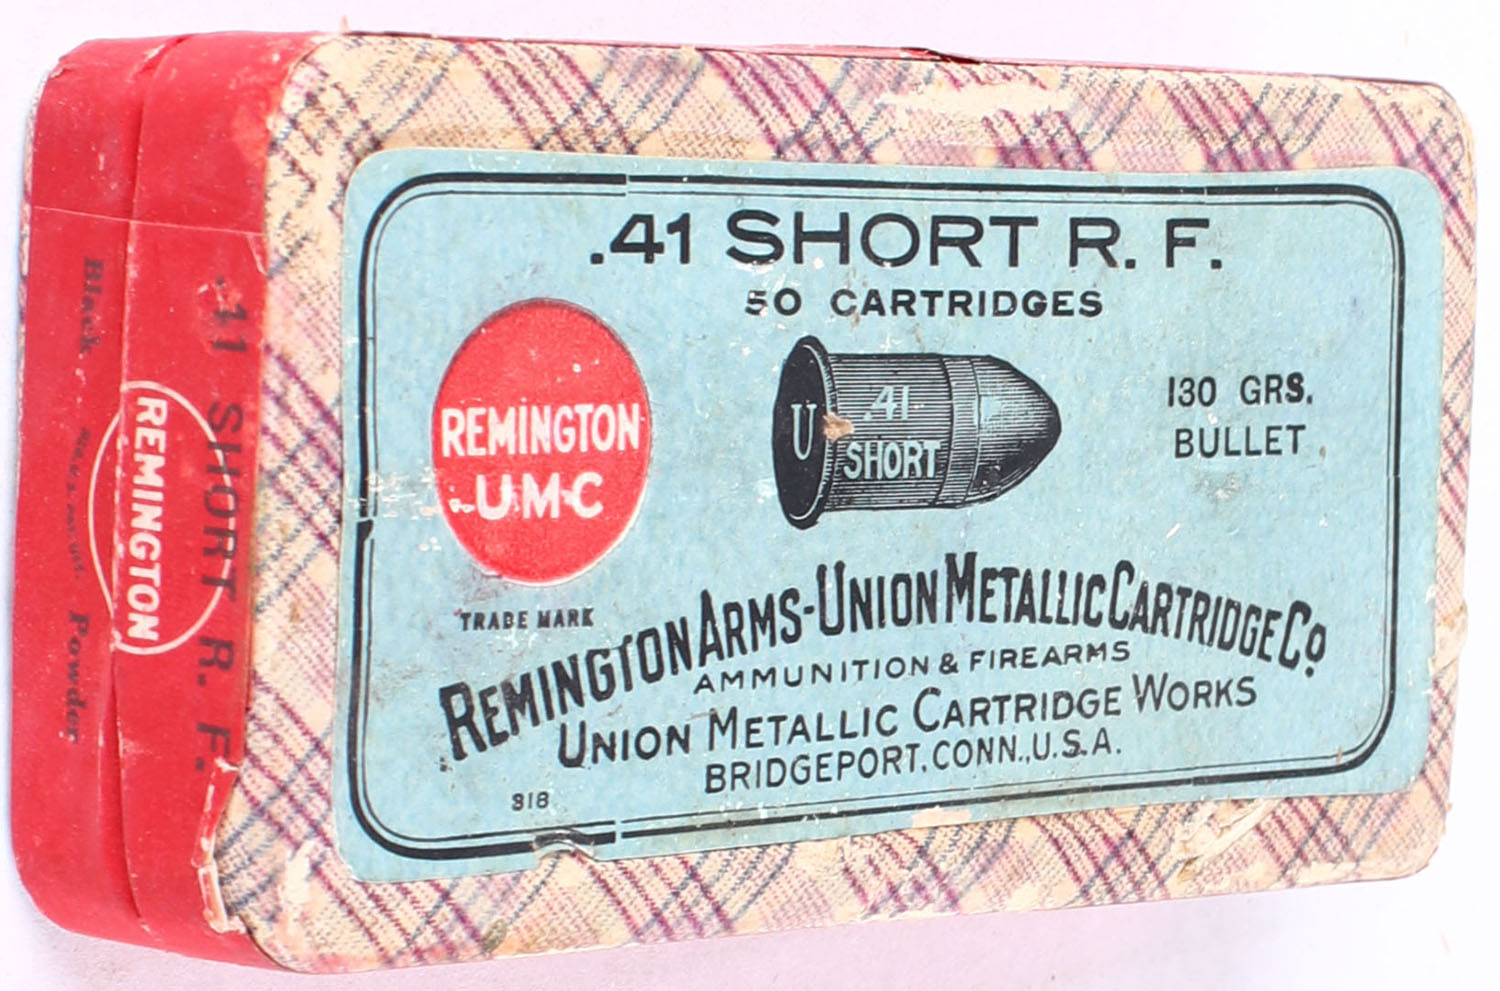 .41 SHORT R. F.
50 CARTRIDGES
REMINGTON
UMC
TRADE MARK
U
.41
SHORT
130 GRS.
BULLET
REMINGTON ARMS-UNION METALLIC CARTRIDGE CO.
AMMUNITION & FIREARMS
UNION METALLIC CARTRIDGE WORKS
BRIDGEPORT, CONN., U.S.A.
318
.41 SHORT R. F.
REMINGTON
Black
Powder